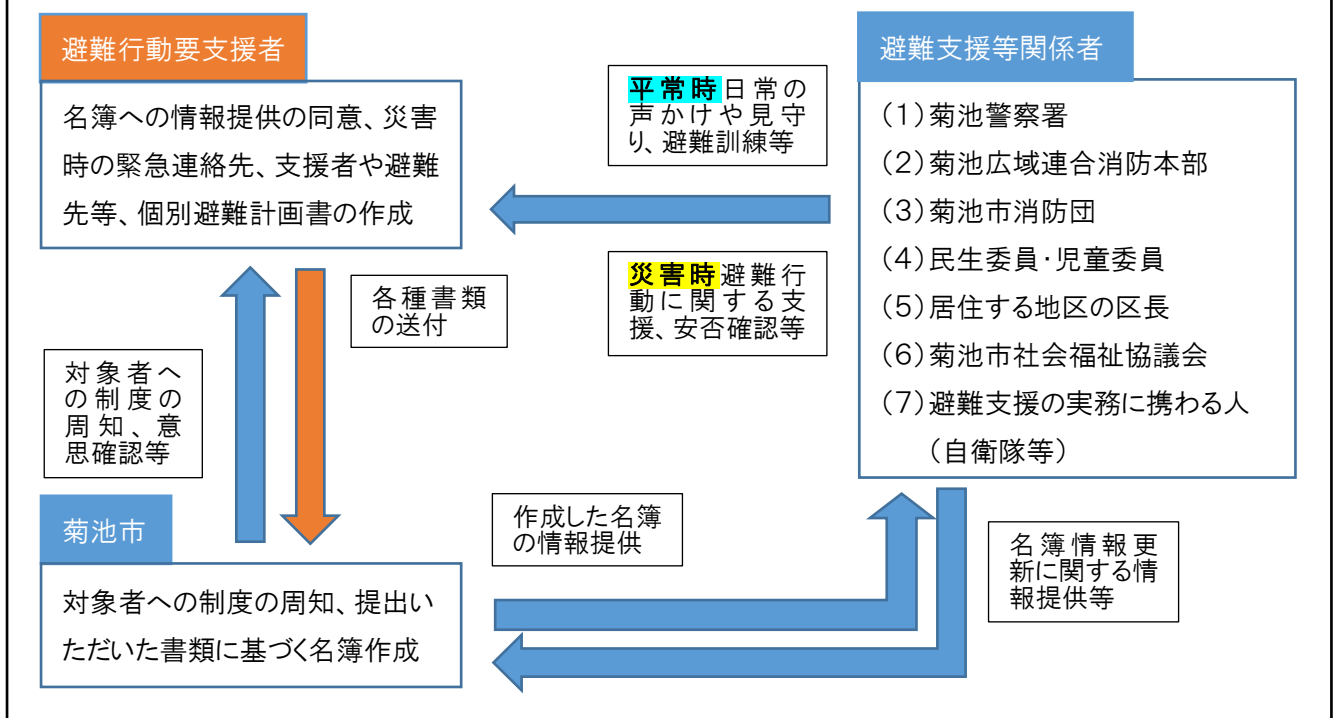 避難行動要支援者
名簿への情報提供の同意、災害
時の緊急連絡先、支援者や避難
先等、個別避難計画書の作成
平常時日常の
声かけや見守
り、避難訓練等
災害時避難行
動に関する支
援、安否確認等
避難支援等関係者
(1)菊池警察署
(2)菊池広域連合消防本部
(3)菊池市消防団
(4)民生委員・児童委員
(5)居住する地区の区長
(6)菊池市社会福祉協議会
(7)避難支援の実務に携わる人
(自衛隊等)
各種書類
の送付
対象者へ
の制度の
周知、意
思確認等
菊池市
対象者への制度の周知、提出い
ただいた書類に基づく名簿作成
作成した名簿
の情報提供
名簿情報更
新に関する情
報提供等